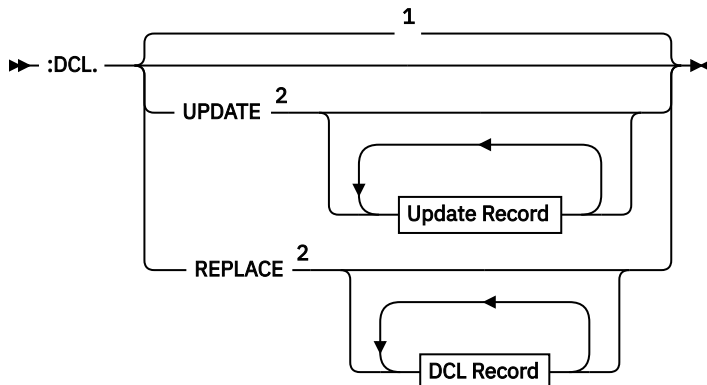 1
:DCL.
UPDATE 2
Update Record
REPLACE 2
DCL Record